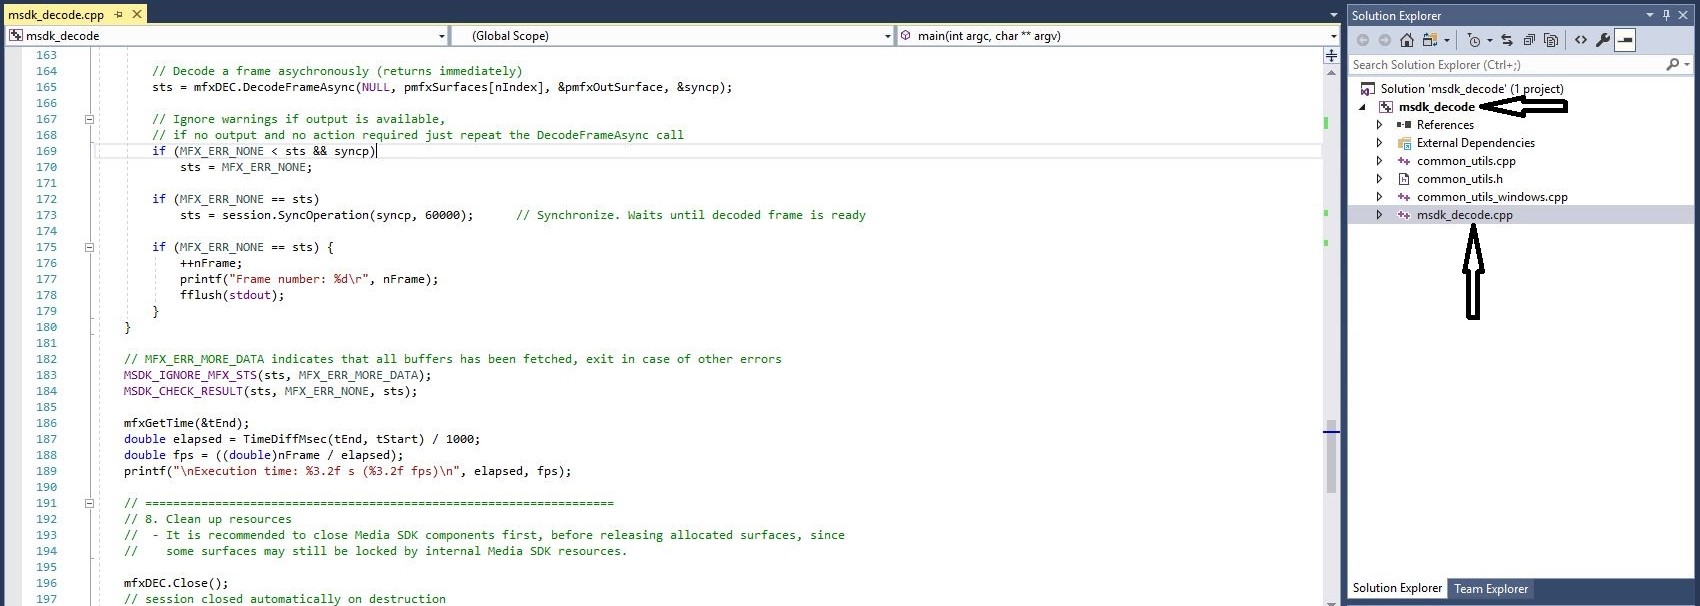 msdk_decode.cpp
msdk_decode (Global Scope) main(int argc, char ** argv)
163
164 // Decode a frame asychronously (returns immediately)
165 sts = mfxDEC.DecodeFrameAsync(NULL, pmfxSurfaces[nIndex], &pmfxOutSurface, &syncp);
166
167 // Ignore warnings if output is available,
168 // if no output and no action required just repeat the DecodeFrameAsync call
169 if (MFX_ERR_NONE < sts && syncp)
170 sts = MFX_ERR_NONE;
171
172 if (MFX_ERR_NONE == sts)
173 sts = session.SyncOperation(syncp, 60000); // Synchronize. Waits until decoded frame is ready
174
175 if (MFX_ERR_NONE == sts) {
176 ++nFrame;
177 printf("Frame number: %d\r", nFrame);
178 fflush(stdout);
179 }
180 }
181
182 // MFX_ERR_MORE_DATA indicates that all buffers has been fetched, exit in case of other errors
183 MSDK_IGNORE_MFX_STS(sts, MFX_ERR_MORE_DATA);
184 MSDK_CHECK_RESULT(sts, MFX_ERR_NONE, sts);
185
186 mfxGetTime(&tEnd);
187 double elapsed = TimeDiffMsec(tEnd, tStart) / 1000;
188 double fps = ((double)nFrame / elapsed);
189 printf("\nExecution time: %3.2f s (%3.2f fps)\n", elapsed, fps);
190
191 // ===================================================================
192 // 8. Clean up resources
193 // - It is recommended to close Media SDK components first, before releasing allocated surfaces, since
194 // some surfaces may still be locked by internal Media SDK resources.
195
196 mfxDEC.Close();
197 // session closed automatically on destruction
Solution Explorer
Search Solution Explorer (Ctrl+;)
Solution 'msdk_decode' (1 project)
msdk_decode
References
External Dependencies
common_utils.cpp
common_utils.h
common_utils_windows.cpp
msdk_decode.cpp
Solution Explorer Team Explorer